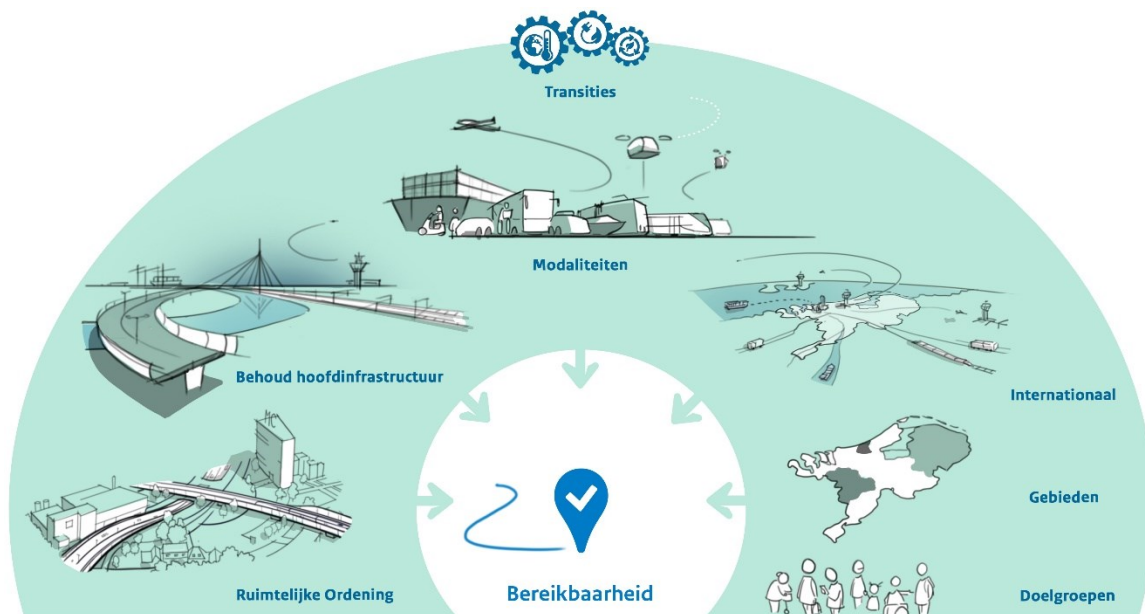 Transities
Modaliteiten
Behoud hoofdinfrastructuur
Internationaal
Gebieden
Bereikbaarheid
Ruimtelijke Ordening
Doelgroepen